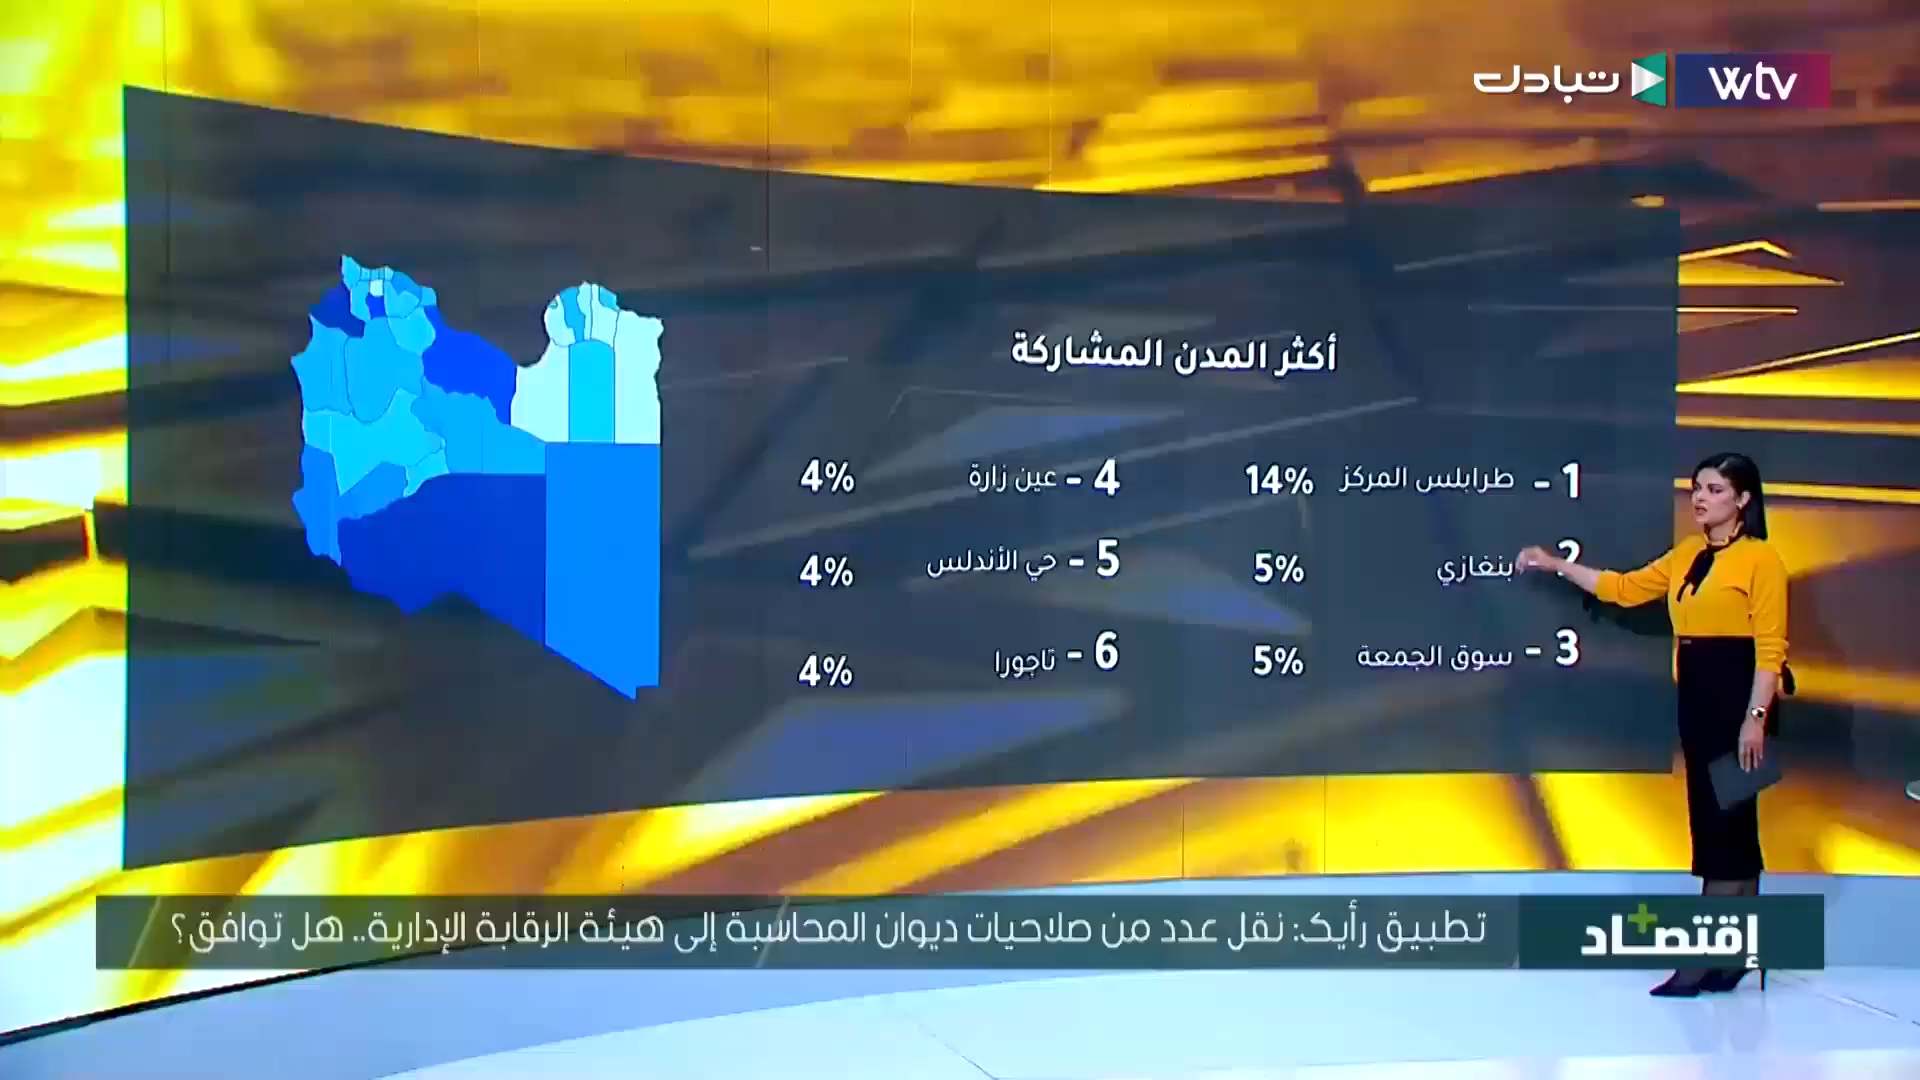 تبادل wtv
أكثر المدن المشاركة
1 - طرابلس المركز 14%
2 - بنغازي 5%
3 - سوق الجمعة 5%
4 - عين زارة 4%
5 - حي الأندلس 4%
6 - تاجورا 4%
إقتصاد+
تطبيق رأيك: نقل عدد من صلاحيات ديوان المحاسبة إلى هيئة الرقابة الإدارية.. هل توافق؟